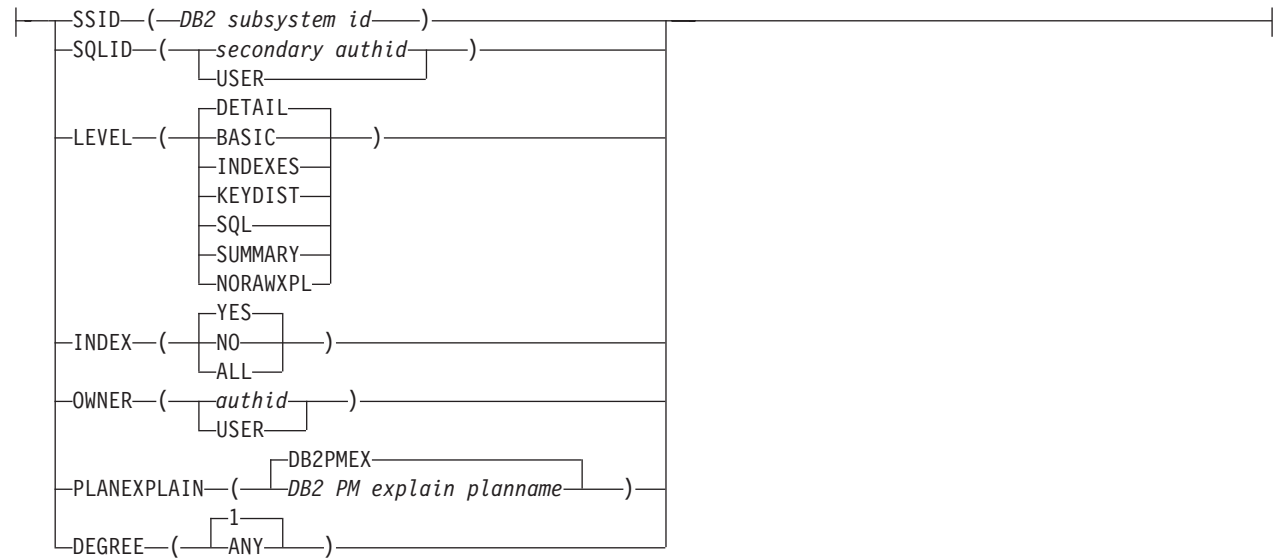 SSID ( DB2 subsystem id )
SQLID ( secondary authid )
USER
DETAIL
LEVEL ( BASIC )
INDEXES
KEYDIST
SQL
SUMMARY
NORAWXPL
YES
INDEX ( NO )
ALL
OWNER ( authid )
USER
DB2PMEX
PLANEXPLAIN ( DB2 PM explain planname )
1
DEGREE ( ANY )